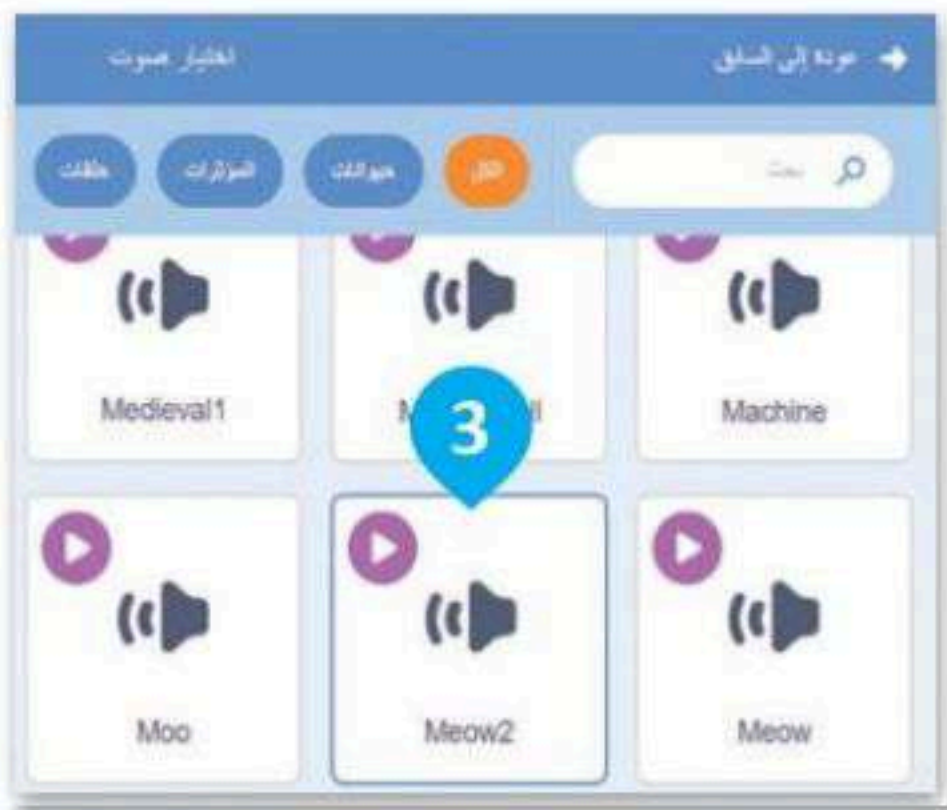 عودة إلى السابق
اختيار صوت
بحث
الكل
حيوانات
المؤثرات
حلقات
Machine
Medieval1
3
Meow
Meow2
Moo